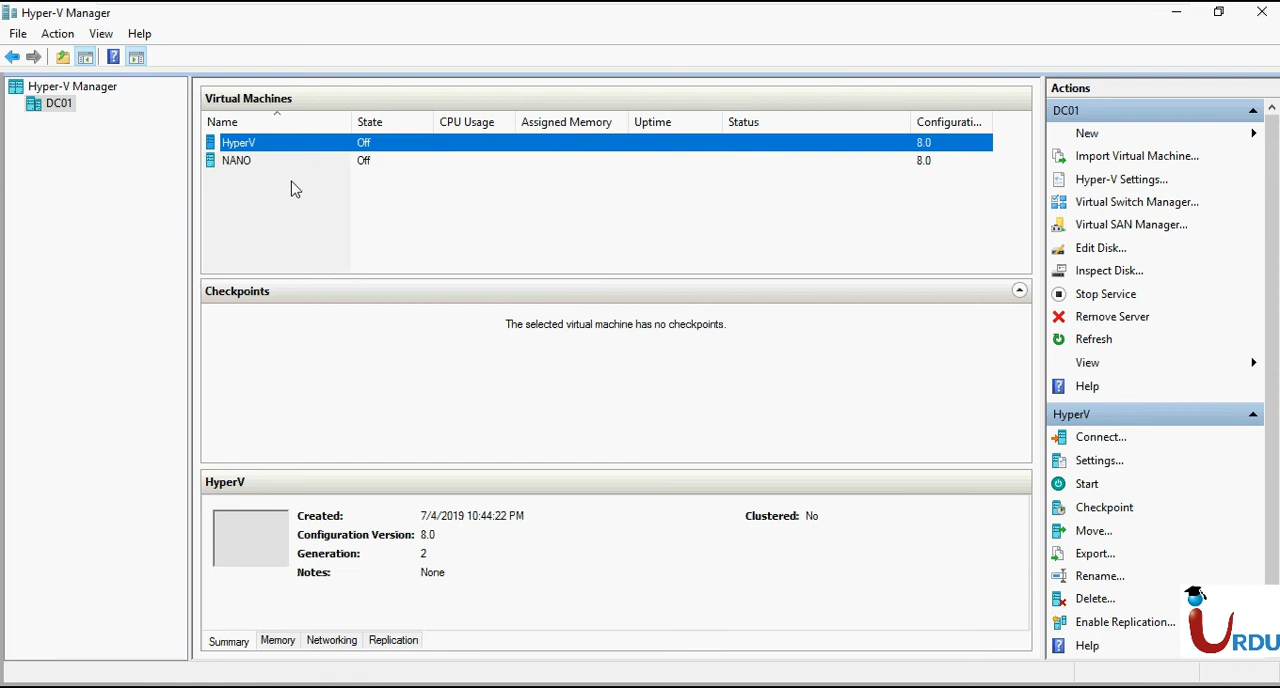 Hyper-V Manager
File Action View Help
Hyper-V Manager
DC01
Virtual Machines
Name State CPU Usage Assigned Memory Uptime Status Configurati...
HyperV Off 8.0
NANO Off 8.0
Checkpoints
The selected virtual machine has no checkpoints.
HyperV
Created: 7/4/2019 10:44:22 PM Clustered: No
Configuration Version: 8.0
Generation: 2
Notes: None
Summary Memory Networking Replication
Actions
DC01
New
Import Virtual Machine...
Hyper-V Settings...
Virtual Switch Manager...
Virtual SAN Manager...
Edit Disk...
Inspect Disk...
Stop Service
Remove Server
Refresh
View
Help
HyperV
Connect...
Settings...
Start
Checkpoint
Move...
Export...
Rename...
Delete...
Enable Replication...
Help
URDU